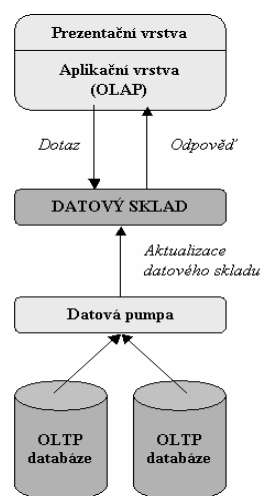 Prezentační vrstva
Aplikační vrstva
(OLAP)
Dotaz
Odpověď
DATOVÝ SKLAD
Aktualizace
datového skladu
Datová pumpa
OLTP
databáze
OLTP
databáze